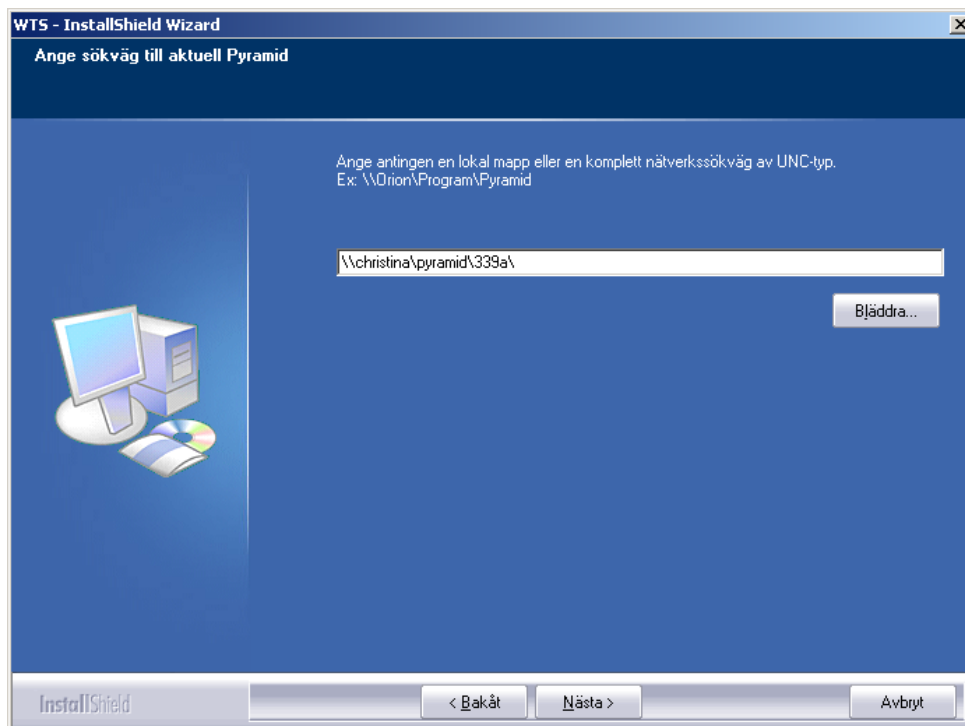 WTS - InstallShield Wizard
Ange sökväg till aktuell Pyramid
Ange antingen en lokal mapp eller en komplett nätverkssökväg av UNC-typ.
Ex: \\Orion\Program\Pyramid
\\christina\pyramid\339a\
Bläddra...
InstallShield
< Bakåt
Nästa >
Avbryt